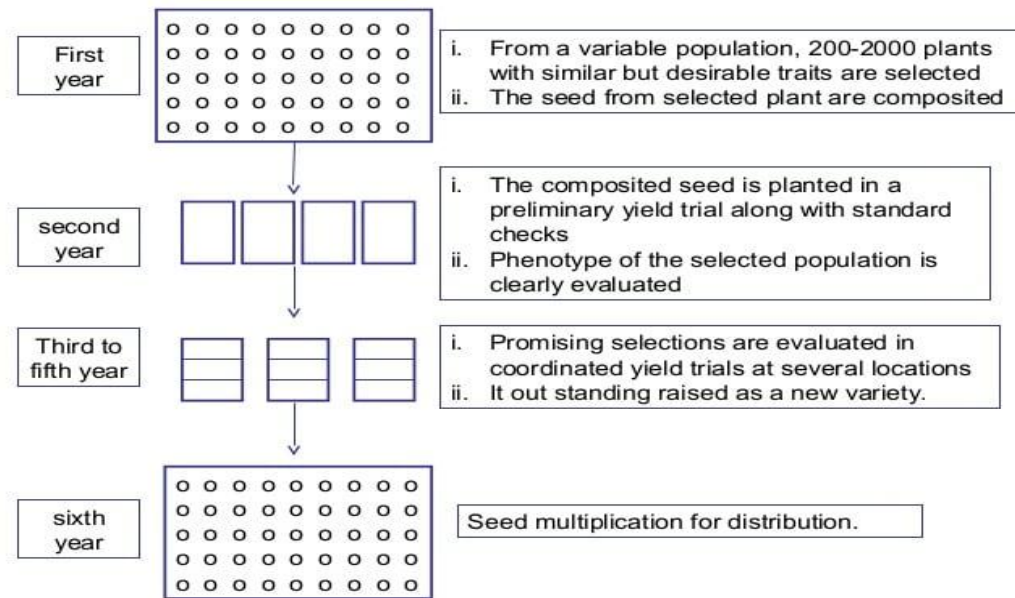 First
year
i. From a variable population, 200-2000 plants
with similar but desirable traits are selected
ii. The seed from selected plant are composited
second
year
i. The composited seed is planted in a
preliminary yield trial along with standard
checks
ii. Phenotype of the selected population is
clearly evaluated
Third to
fifth year
i. Promising selections are evaluated in
coordinated yield trials at several locations
ii. It out standing raised as a new variety.
sixth
year
Seed multiplication for distribution.